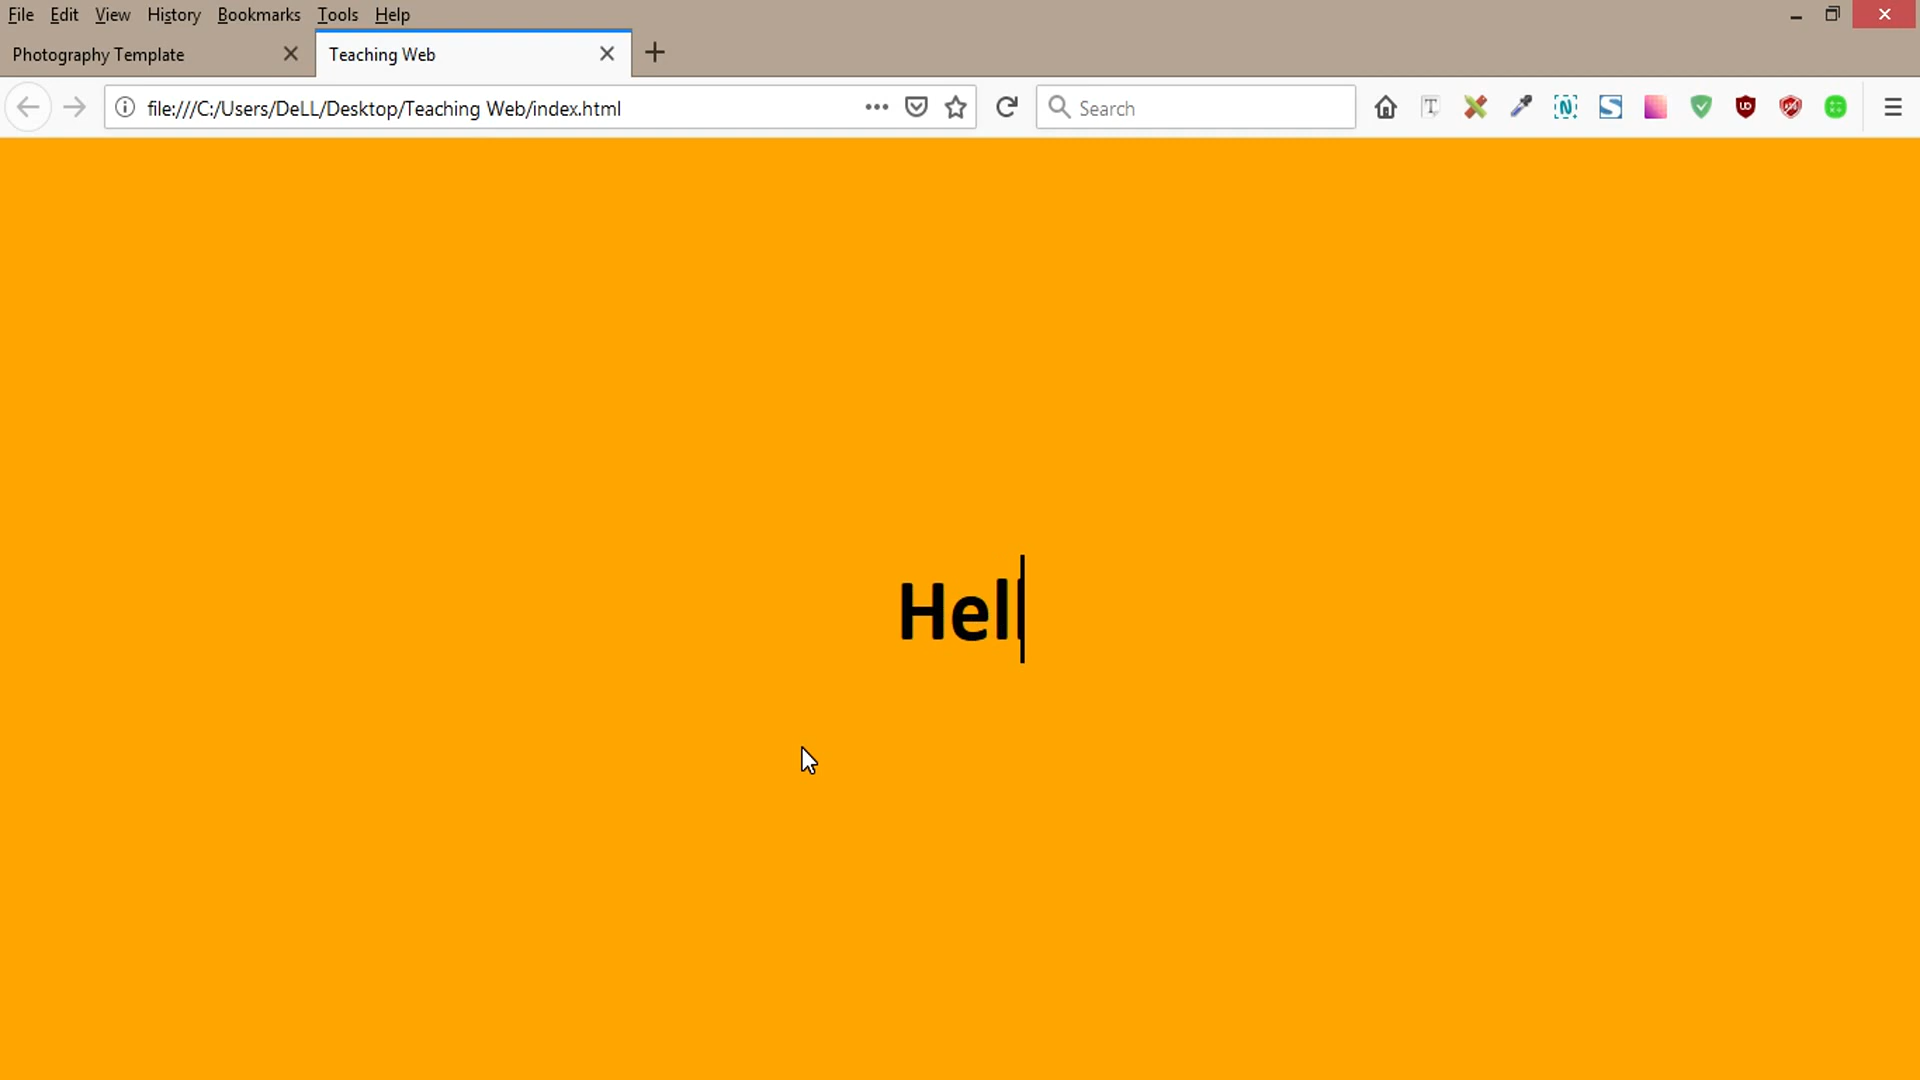 File Edit View History Bookmarks Tools Help
Photography Template
Teaching Web
file:///C:/Users/DeLL/Desktop/Teaching Web/index.html
Search
Hell